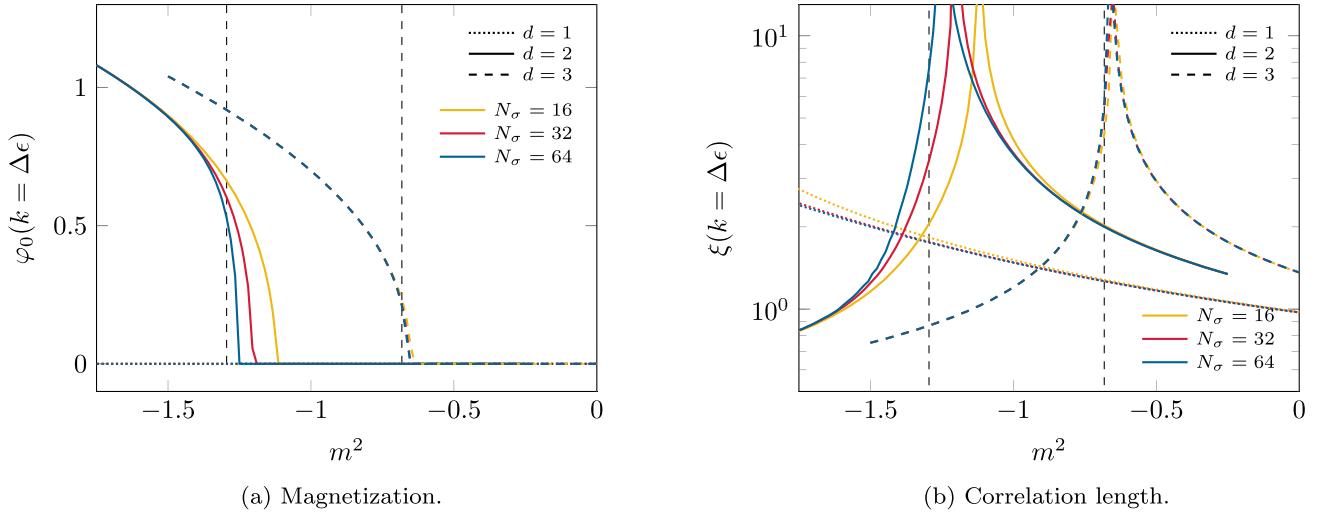 φ₀(k = Δϵ)
1
0.5
0
−1.5
−1
−0.5
0
m²
d = 1
d = 2
d = 3
Nσ = 16
Nσ = 32
Nσ = 64
(a) Magnetization.
ξ(k = Δϵ)
10¹
10⁰
−1.5
−1
−0.5
0
m²
d = 1
d = 2
d = 3
Nσ = 16
Nσ = 32
Nσ = 64
(b) Correlation length.